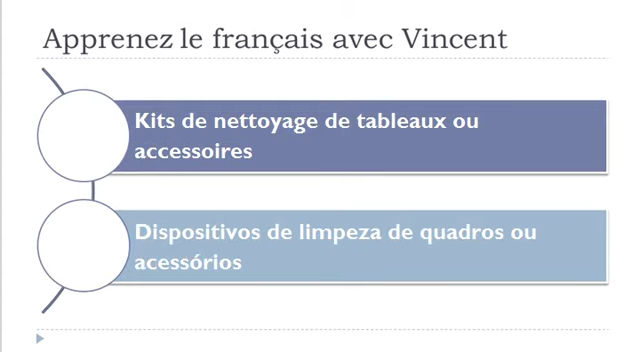 Apprenez le français avec Vincent
Kits de nettoyage de tableaux ou
accessoires
Dispositivos de limpeza de quadros ou
acessórios